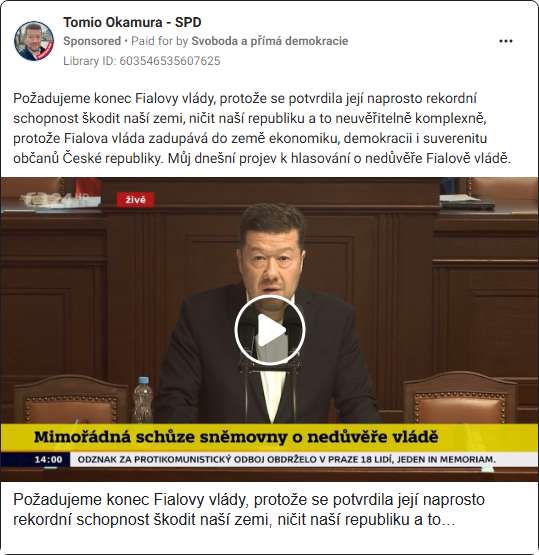 Tomio Okamura - SPD
Sponsored • Paid for by Svoboda a přímá demokracie
Library ID: 603546535607625
Požadujeme konec Fialovy vlády, protože se potvrdila její naprosto rekordní
schopnost škodit naší zemi, ničit naší republiku a to neuvěřitelně komplexně,
protože Fialova vláda zadupává do země ekonomiku, demokracii i suverenitu
občanů České republiky. Můj dnešní projev k hlasování o nedůvěře Fialově vládě.
živě
Mimořádná schůze sněmovny o nedůvěře vládě
14:00 ODZNAK ZA PROTIKOMUNISTICKÝ ODBOJ OBDRŽELO V PRAZE 18 LIDÍ, JEDEN IN MEMORIAM.
Požadujeme konec Fialovy vlády, protože se potvrdila její naprosto
rekordní schopnost škodit naší zemi, ničit naší republiku a to…